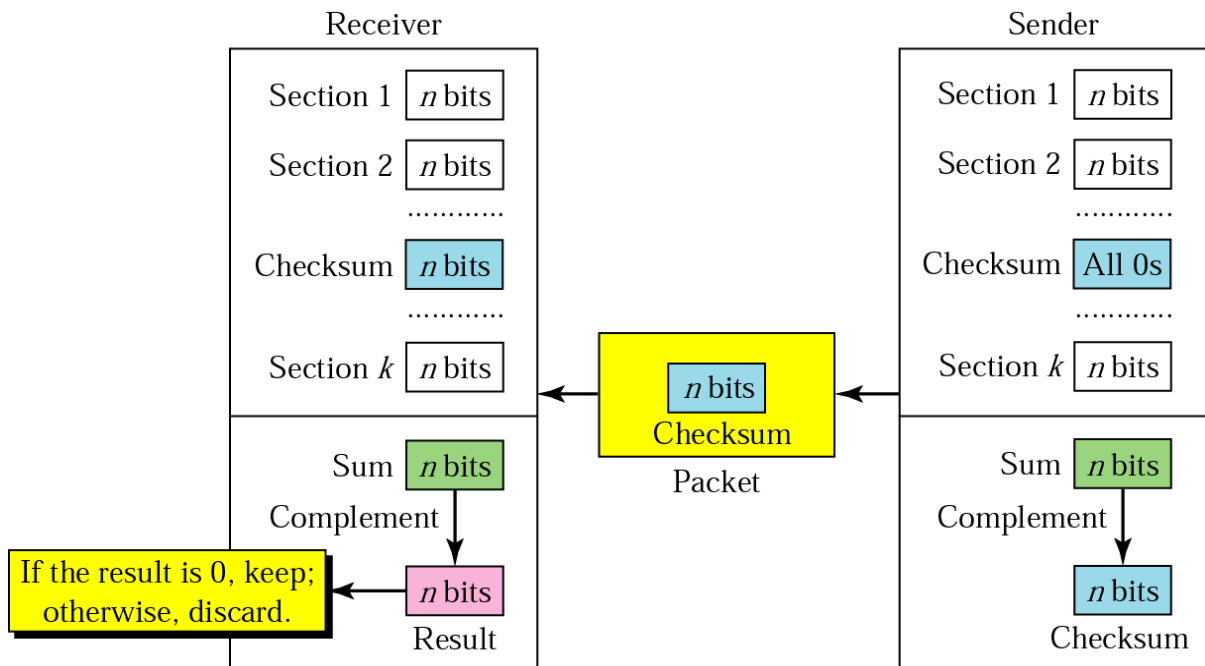 Receiver
Section 1 n bits
Section 2 n bits
.............
Checksum n bits
.............
Section k n bits
Sum n bits
Complement
If the result is 0, keep;
otherwise, discard.
n bits
Result
n bits
Checksum
Packet
Sender
Section 1 n bits
Section 2 n bits
.............
Checksum All 0s
.............
Section k n bits
Sum n bits
Complement
n bits
Checksum